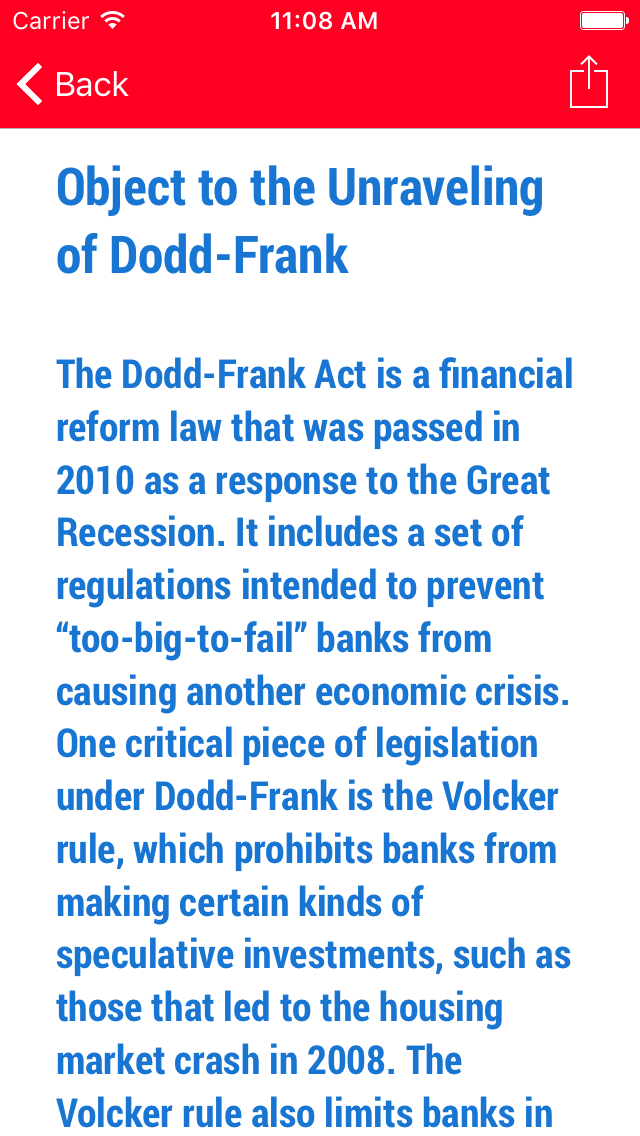 Carrier 11:08 AM
Back
Object to the Unraveling
of Dodd-Frank
The Dodd-Frank Act is a financial
reform law that was passed in
2010 as a response to the Great
Recession. It includes a set of
regulations intended to prevent
“too-big-to-fail” banks from
causing another economic crisis.
One critical piece of legislation
under Dodd-Frank is the Volcker
rule, which prohibits banks from
making certain kinds of
speculative investments, such as
those that led to the housing
market crash in 2008. The
Volcker rule also limits banks in